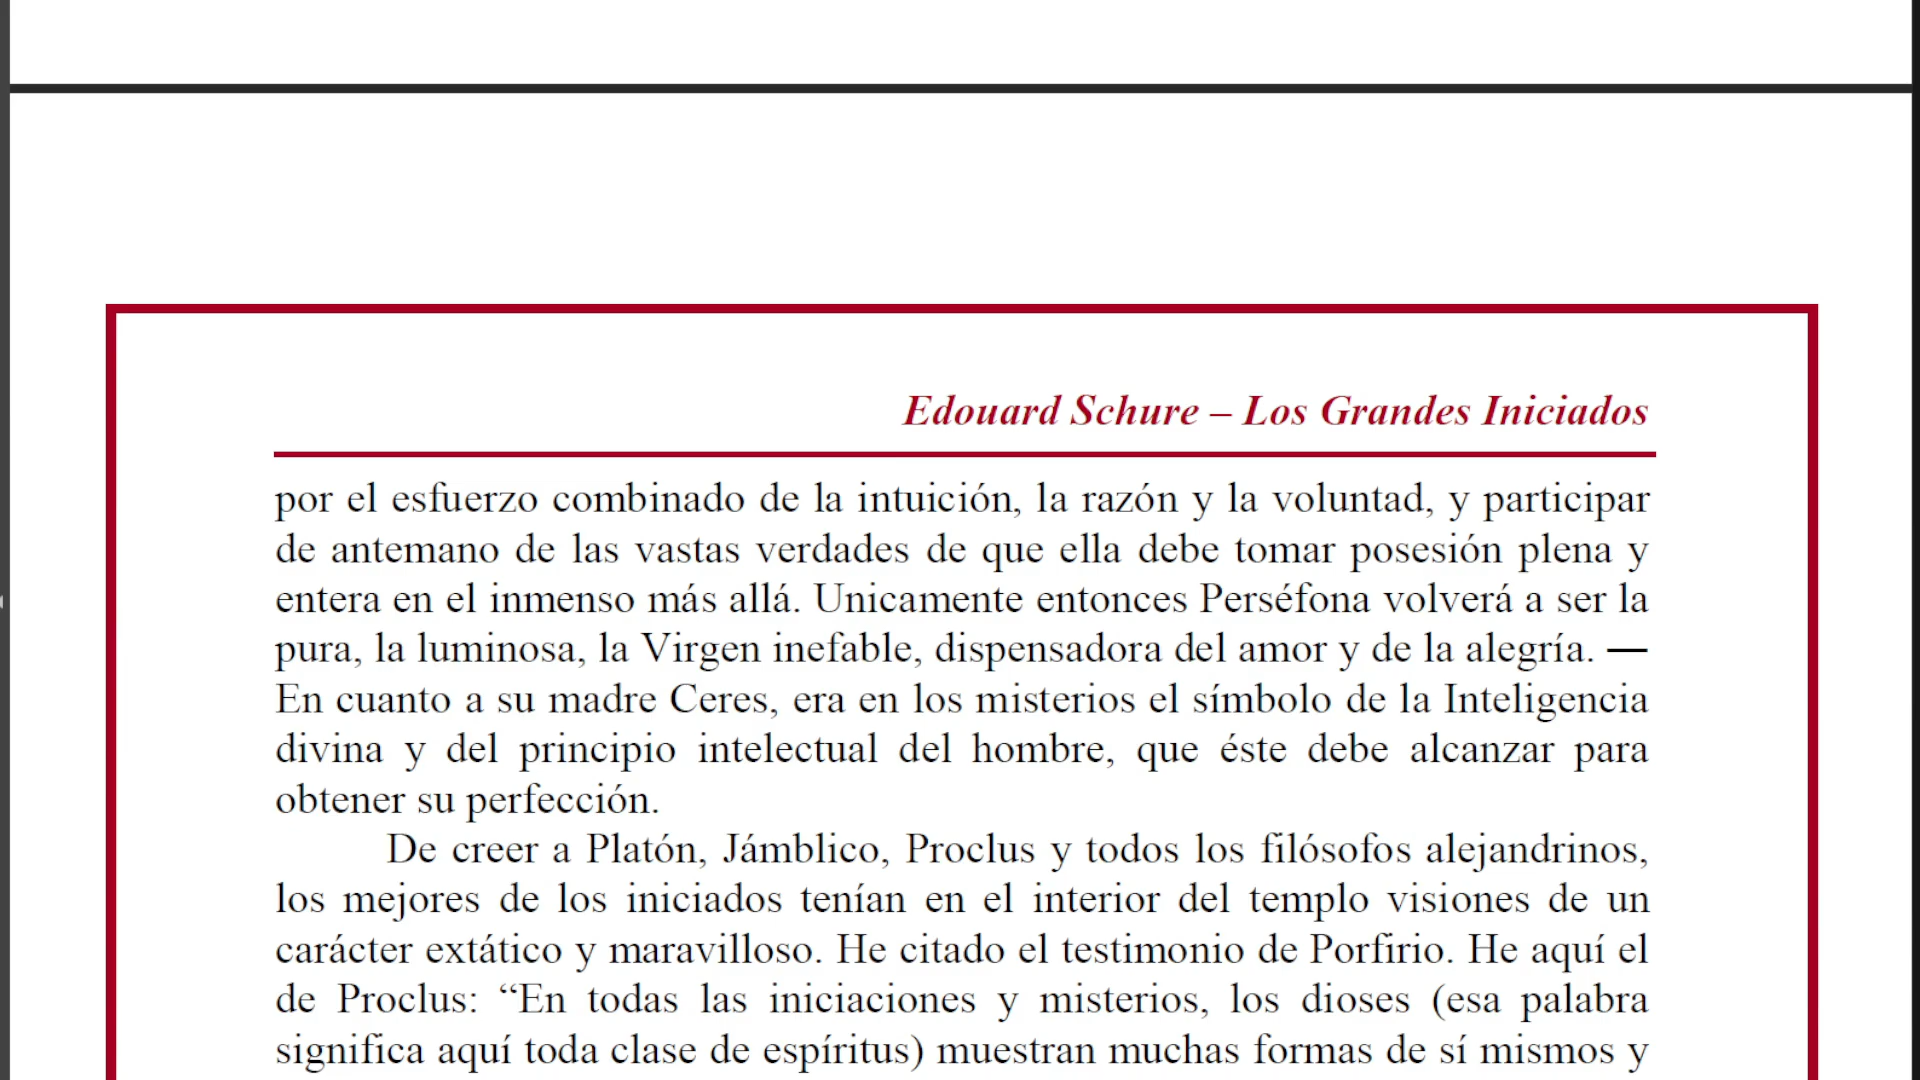 Edouard Schure – Los Grandes Iniciados
por el esfuerzo combinado de la intuición, la razón y la voluntad, y participar
de antemano de las vastas verdades de que ella debe tomar posesión plena y
entera en el inmenso más allá. Unicamente entonces Perséfona volverá a ser la
pura, la luminosa, la Virgen inefable, dispensadora del amor y de la alegría. —
En cuanto a su madre Ceres, era en los misterios el símbolo de la Inteligencia
divina y del principio intelectual del hombre, que éste debe alcanzar para
obtener su perfección.
De creer a Platón, Jámblico, Proclus y todos los filósofos alejandrinos,
los mejores de los iniciados tenían en el interior del templo visiones de un
carácter extático y maravilloso. He citado el testimonio de Porfirio. He aquí el
de Proclus: “En todas las iniciaciones y misterios, los dioses (esa palabra
significa aquí toda clase de espíritus) muestran muchas formas de sí mismos y